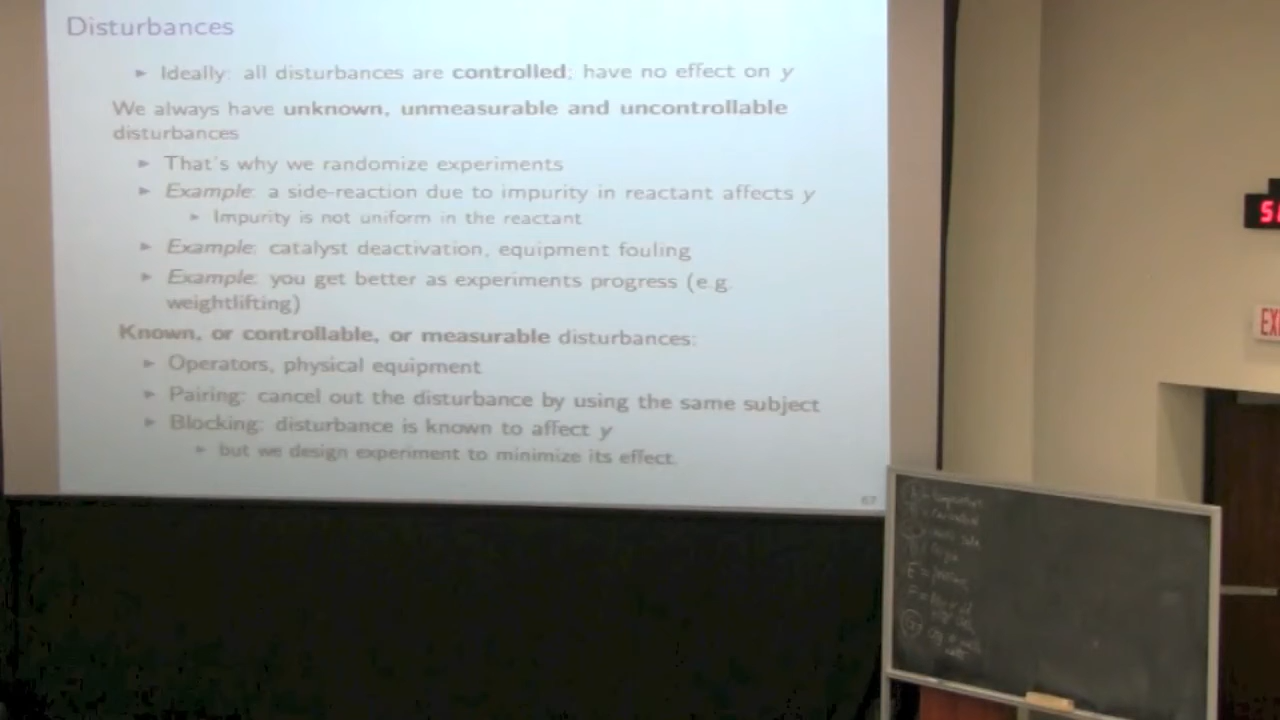 Disturbances
► Ideally: all disturbances are controlled; have no effect on y
We always have unknown, unmeasurable and uncontrollable
disturbances
► That's why we randomize experiments
► Example: a side-reaction due to impurity in reactant affects y
► Impurity is not uniform in the reactant
► Example: catalyst deactivation, equipment fouling
► Example: you get better as experiments progress (e.g.
weightlifting)
Known, or controllable, or measurable disturbances:
► Operators, physical equipment
► Pairing: cancel out the disturbance by using the same subject
► Blocking: disturbance is known to affect y
► but we design experiment to minimize its effect.
67
EX